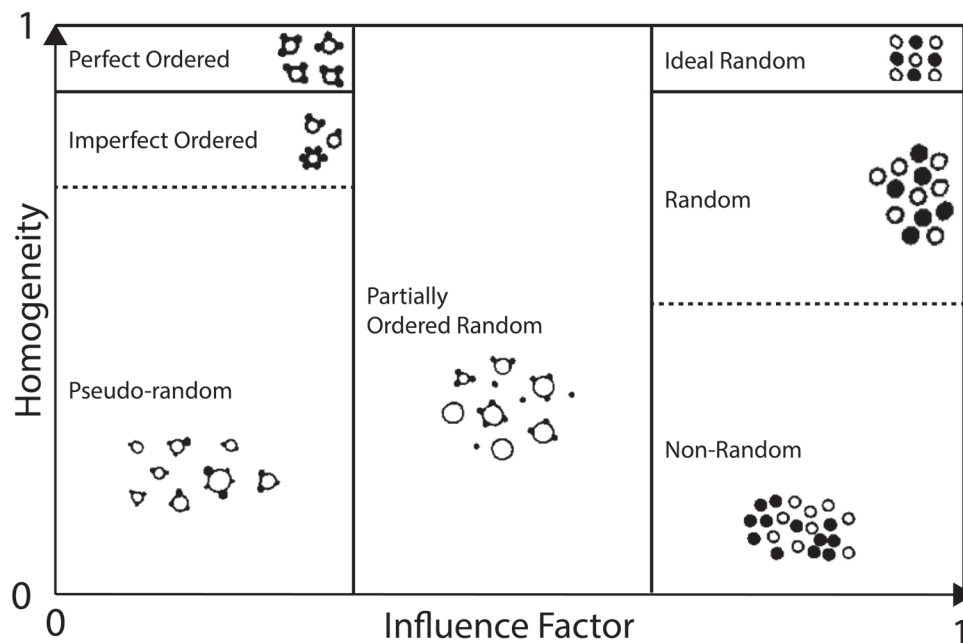 1
Perfect Ordered
Ideal Random
Imperfect Ordered
Random
Homogeneity
Partially
Ordered Random
Pseudo-random
Non-Random
0
0
Influence Factor
1